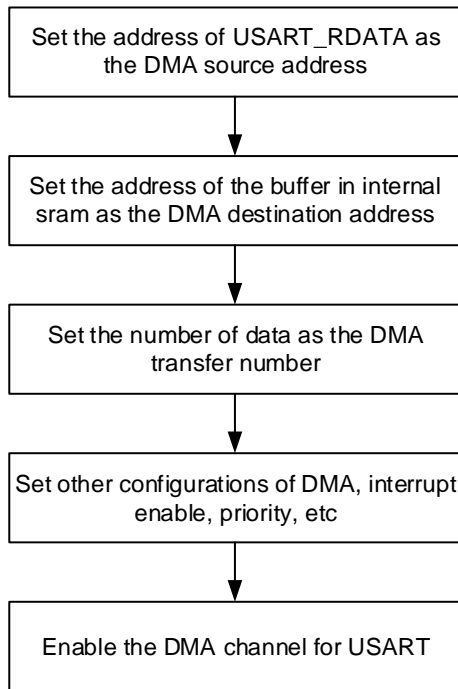 Set the address of USART_RDATA as
the DMA source address
Set the address of the buffer in internal
sram as the DMA destination address
Set the number of data as the DMA
transfer number
Set other configurations of DMA, interrupt
enable, priority, etc
Enable the DMA channel for USART